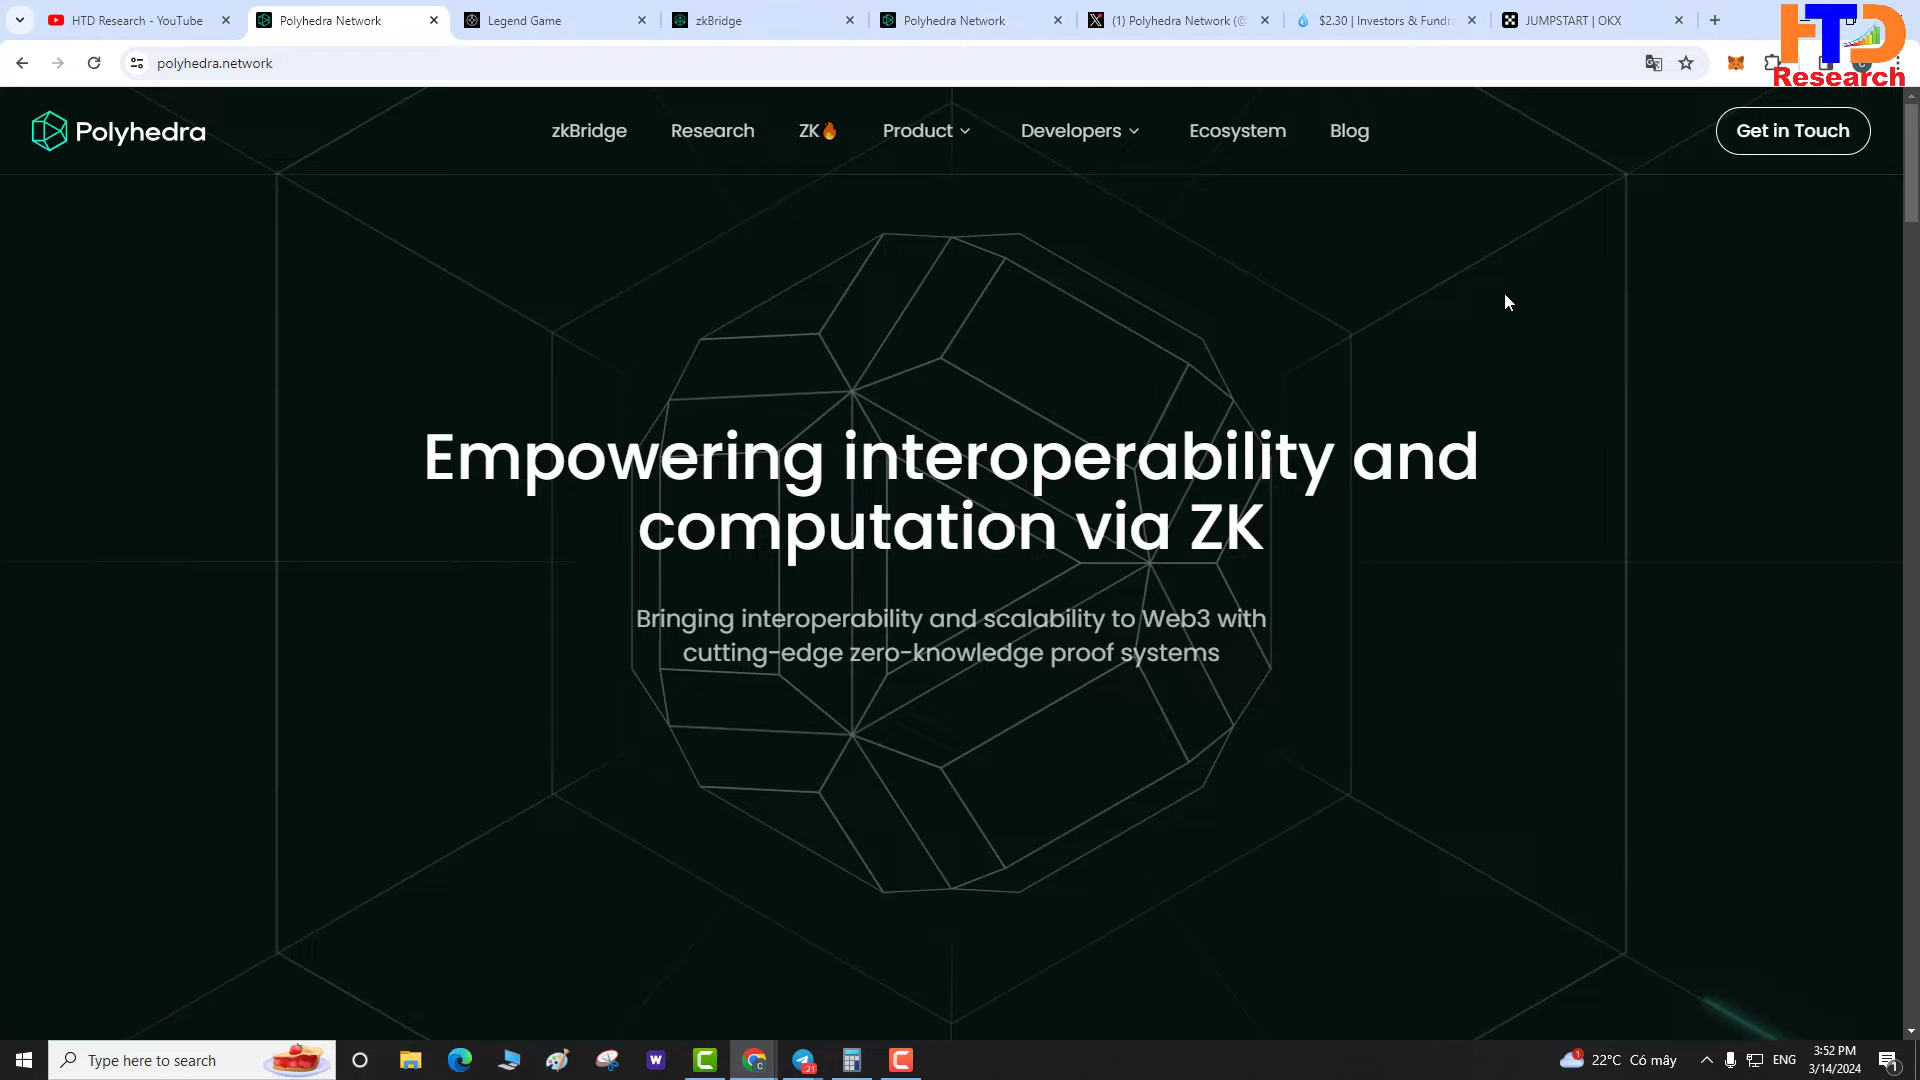 HTD Research - YouTube
Polyhedra Network
Legend Game
zkBridge
Polyhedra Network
(1) Polyhedra Network (@
$2.30 | Investors & Fundra
JUMPSTART | OKX
HTD
Research
polyhedra.network
Polyhedra
zkBridge
Research
ZK🔥
Product
Developers
Ecosystem
Blog
Get in Touch
Empowering interoperability and
computation via ZK
Bringing interoperability and scalability to Web3 with
cutting-edge zero-knowledge proof systems
Type here to search
22°C Có mây
ENG
3:52 PM
3/14/2024